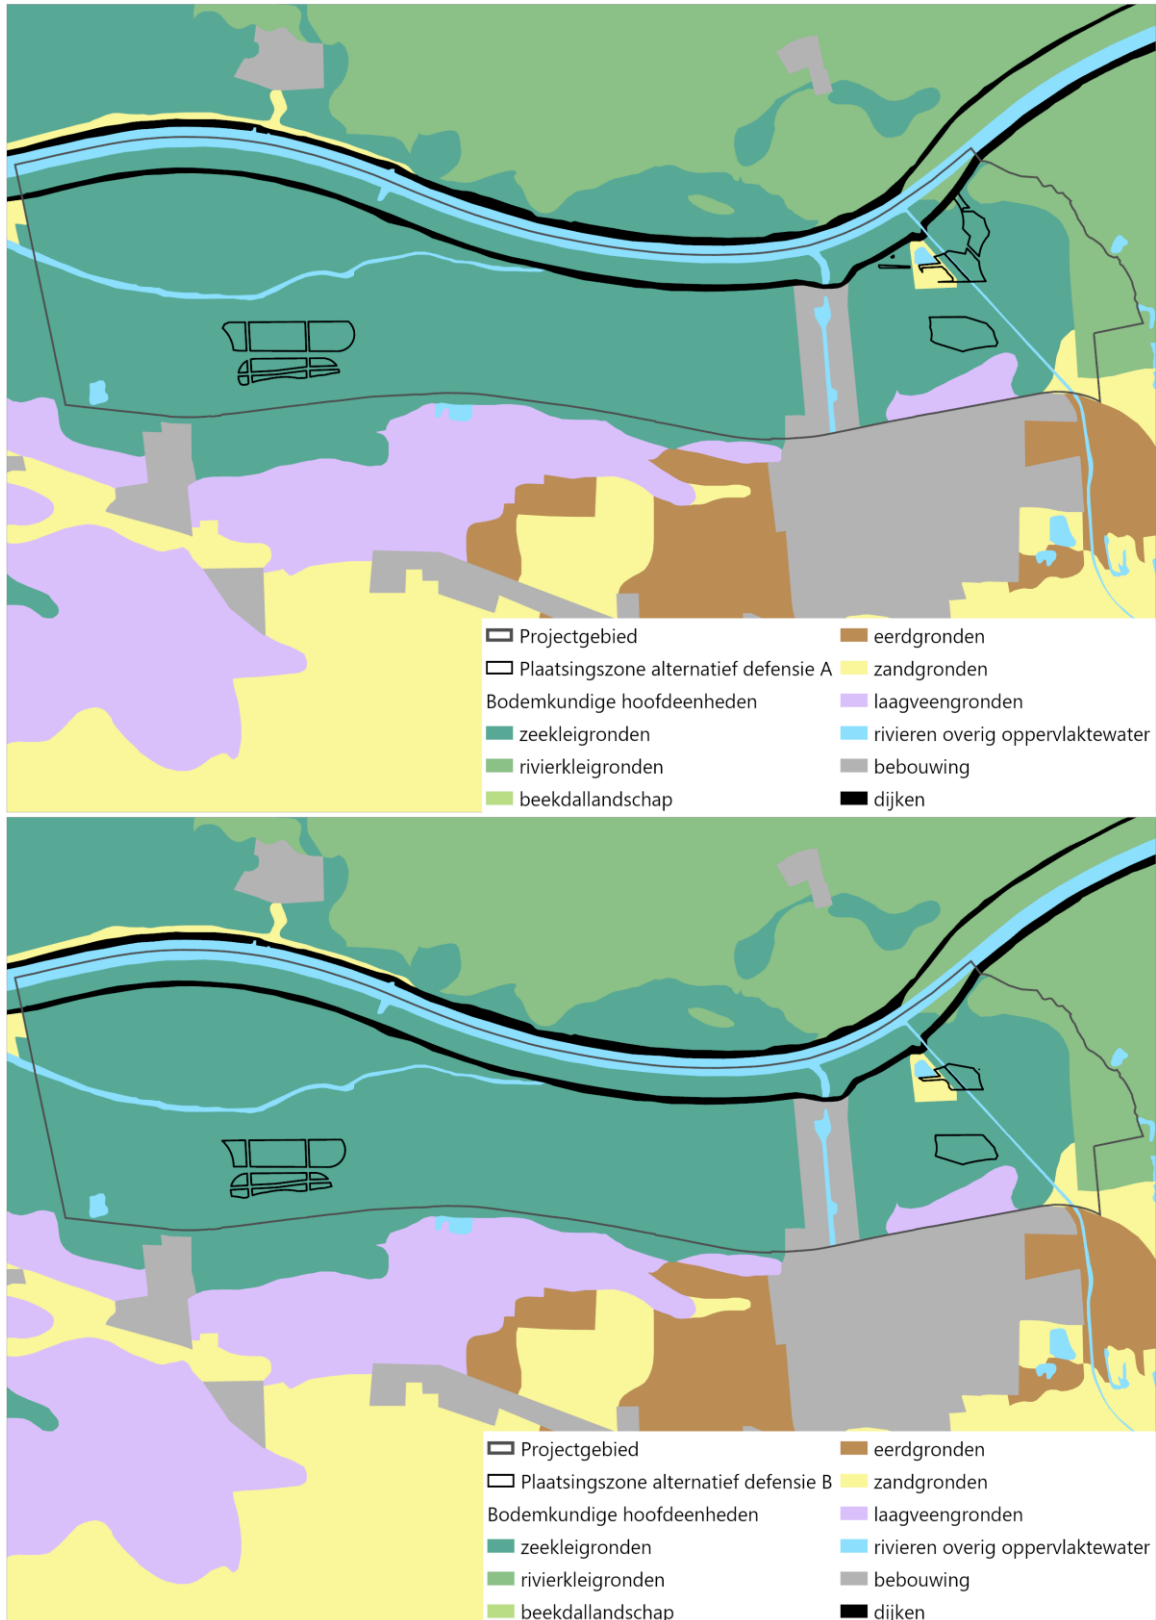 Projectgebied
Plaatsingszone alternatief defensie A
Bodemkundige hoofdeenheden
zeekleigronden
rivierkleigronden
beekdallandschap
eerdgronden
zandgronden
laagveengronden
rivieren overig oppervlaktewater
bebouwing
dijken
Projectgebied
Plaatsingszone alternatief defensie B
Bodemkundige hoofdeenheden
zeekleigronden
rivierkleigronden
beekdallandschap
eerdgronden
zandgronden
laagveengronden
rivieren overig oppervlaktewater
bebouwing
dijken